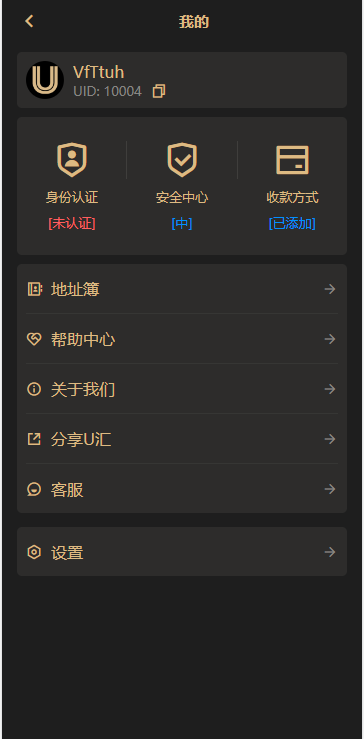 我的
VfTtuh
UID: 10004
身份认证
安全中心
收款方式
[未认证]
[中]
[已添加]
地址簿
帮助中心
关于我们
分享U汇
客服
设置